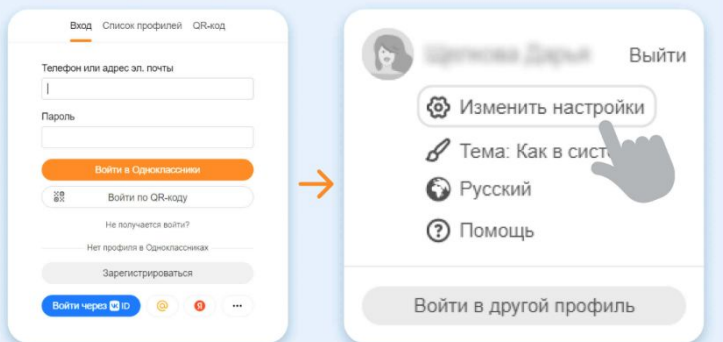 Вход Список профилей QR-код
Телефон или адрес эл. почты
Пароль
Войти в Одноклассники
Войти по QR-коду
Не получается войти?
Нет профиля в Одноклассниках
Зарегистрироваться
Войти через VK ID
Выйти
Изменить настройки
Тема: Как в сист
Русский
Помощь
Войти в другой профиль